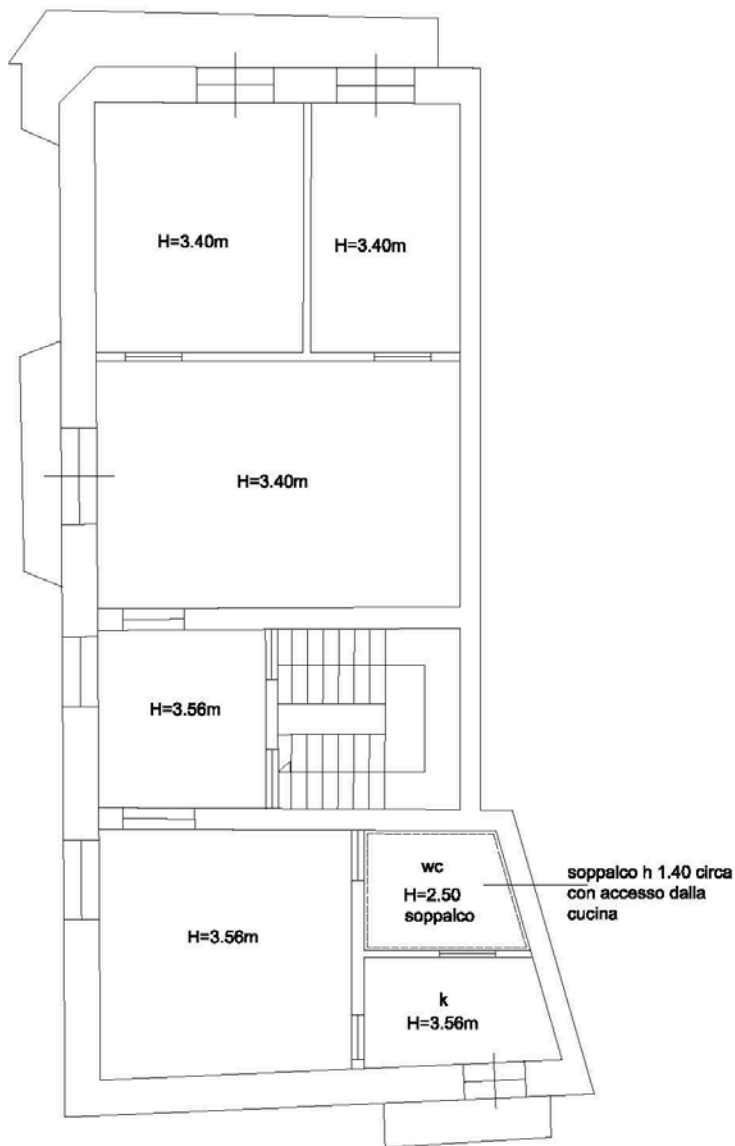 H=3.40m
H=3.40m
H=3.40m
H=3.56m
H=3.56m
wc
H=2.50
soppalco
soppalco h 1.40 circa
con accesso dalla
cucina
k
H=3.56m